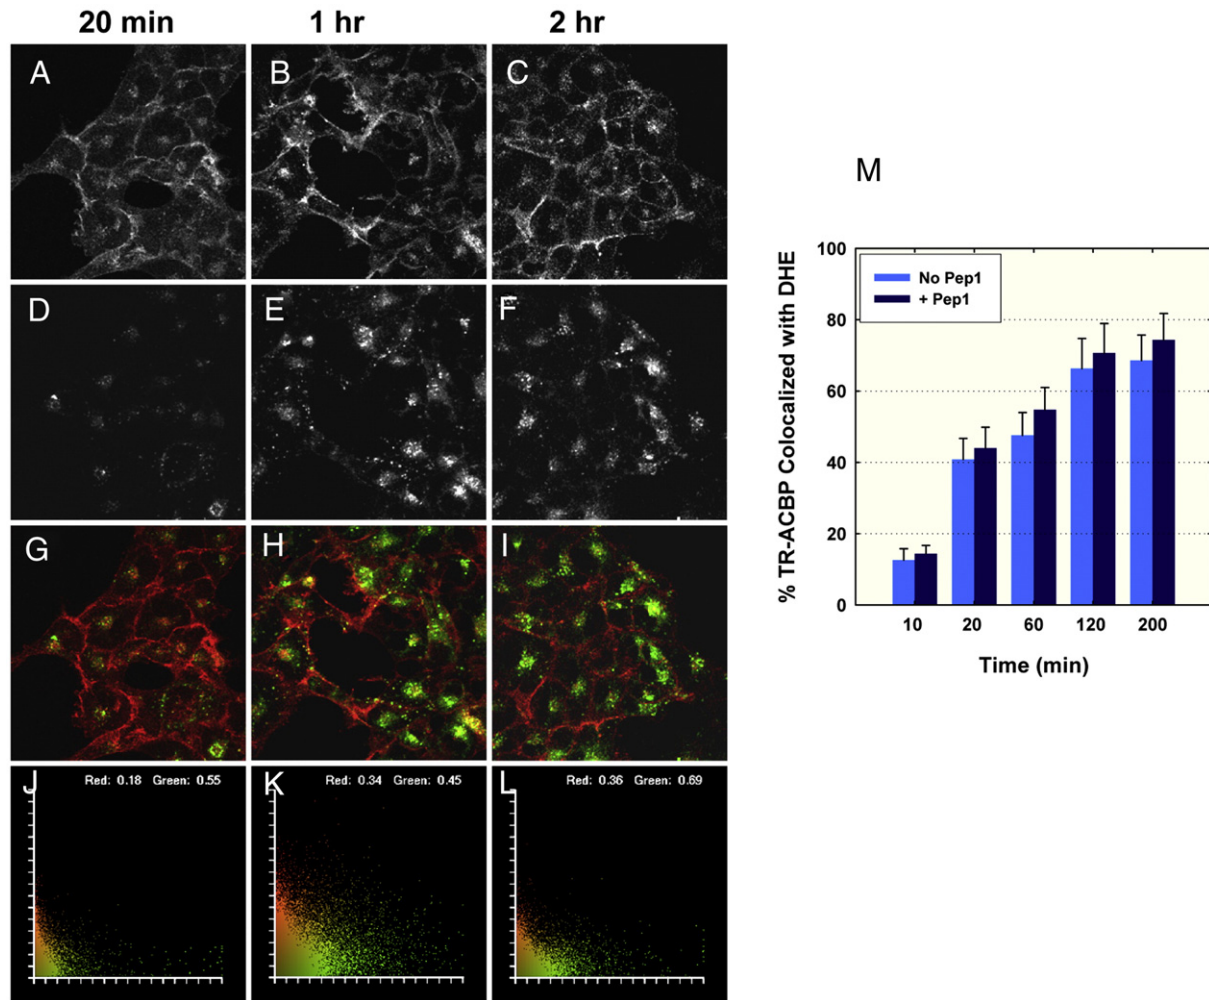 20 min 1 hr 2 hr
A B C
D E F
G H I
J Red: 0.18 Green: 0.55
K Red: 0.34 Green: 0.45
L Red: 0.36 Green: 0.69
M
% TR-ACBP Colocalized with DHE
100
80
60
40
20
0
No Pep1
+ Pep1
10 20 60 120 200
Time (min)